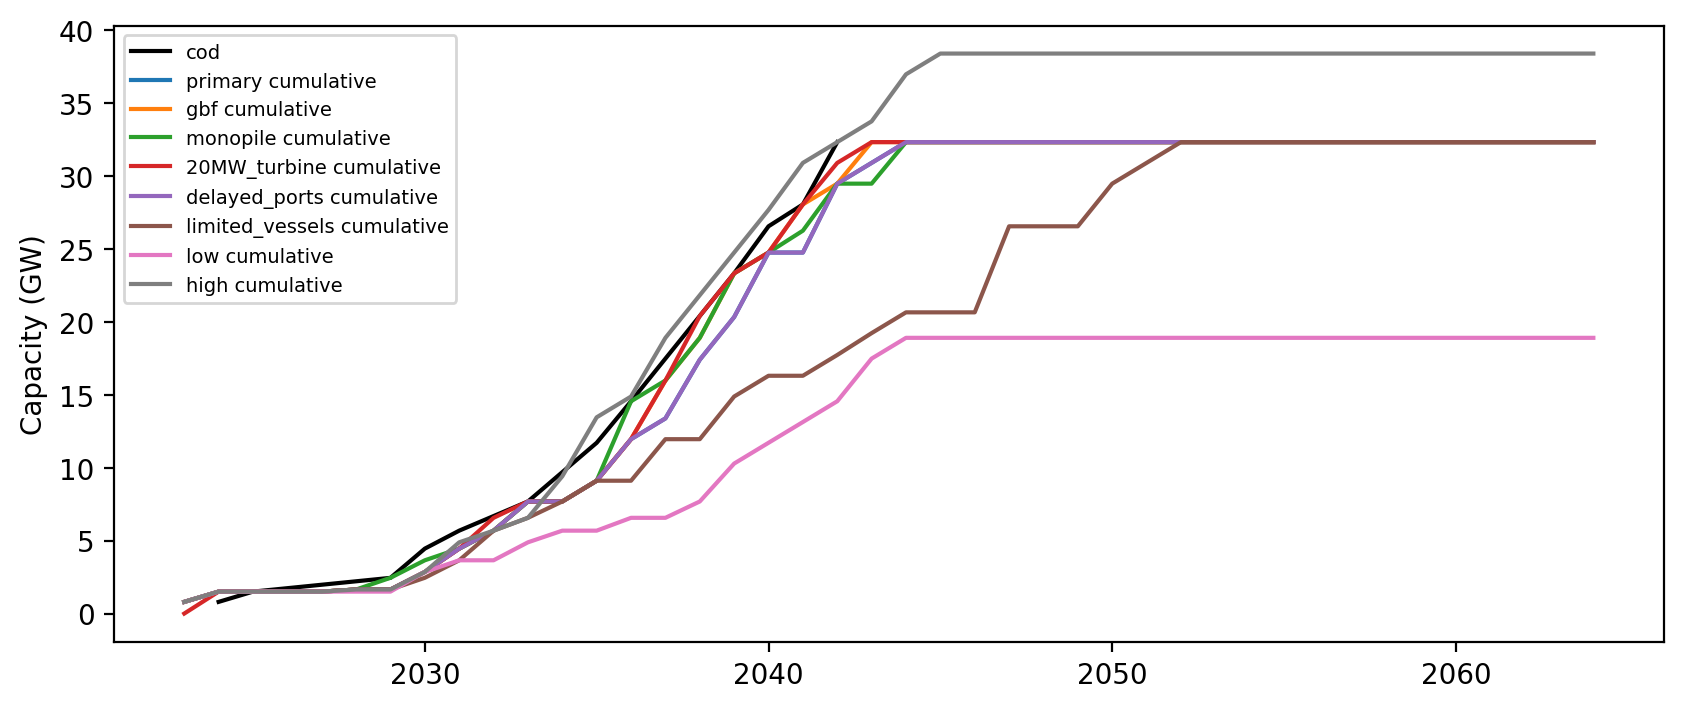 40
35
30
25
20
15
10
5
0
Capacity (GW)
cod
primary cumulative
gbf cumulative
monopile cumulative
20MW_turbine cumulative
delayed_ports cumulative
limited_vessels cumulative
low cumulative
high cumulative
2030 2040 2050 2060